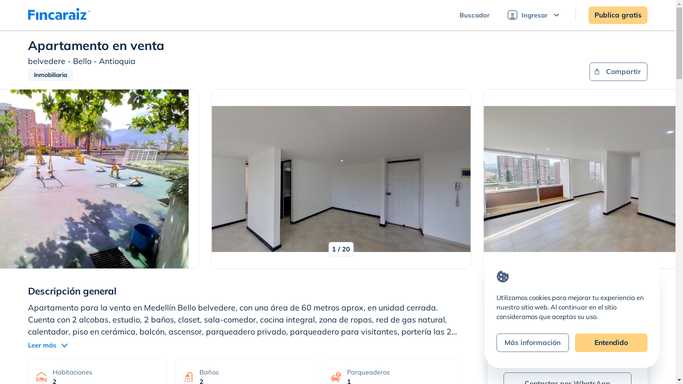 Fincaraiz
Buscador
Ingresar
Publica gratis
Apartamento en venta
belvedere - Bello - Antioquia
Inmobiliaria
Compartir
1 / 20
Descripción general
Apartamento para la venta en Medellín Bello belvedere, con una área de 60 metros aprox, en unidad cerrada.
Cuenta con 2 alcobas, estudio, 2 baños, closet, sala-comedor, cocina integral, zona de ropas, red de gas natural,
calentador, piso en cerámica, balcón, ascensor, parqueadero privado, parqueadero para visitantes, portería las 2...
Leer más
Habitaciones
2
Baños
2
Parqueaderos
1
Utilizamos cookies para mejorar tu experiencia en
nuestro sitio web. Al continuar en el sitio
consideramos que aceptas su uso.
Más información
Entendido
Contactar por WhatsApp